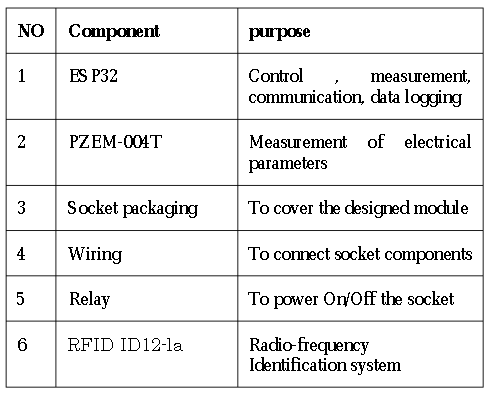 NO Component purpose
1 ESP32 Control , measurement,
communication, data logging
2 PZEM-004T Measurement of electrical
parameters
3 Socket packaging To cover the designed module
4 Wiring To connect socket components
5 Relay To power On/Off the socket
6 RFID ID12-la Radio-frequency
Identification system